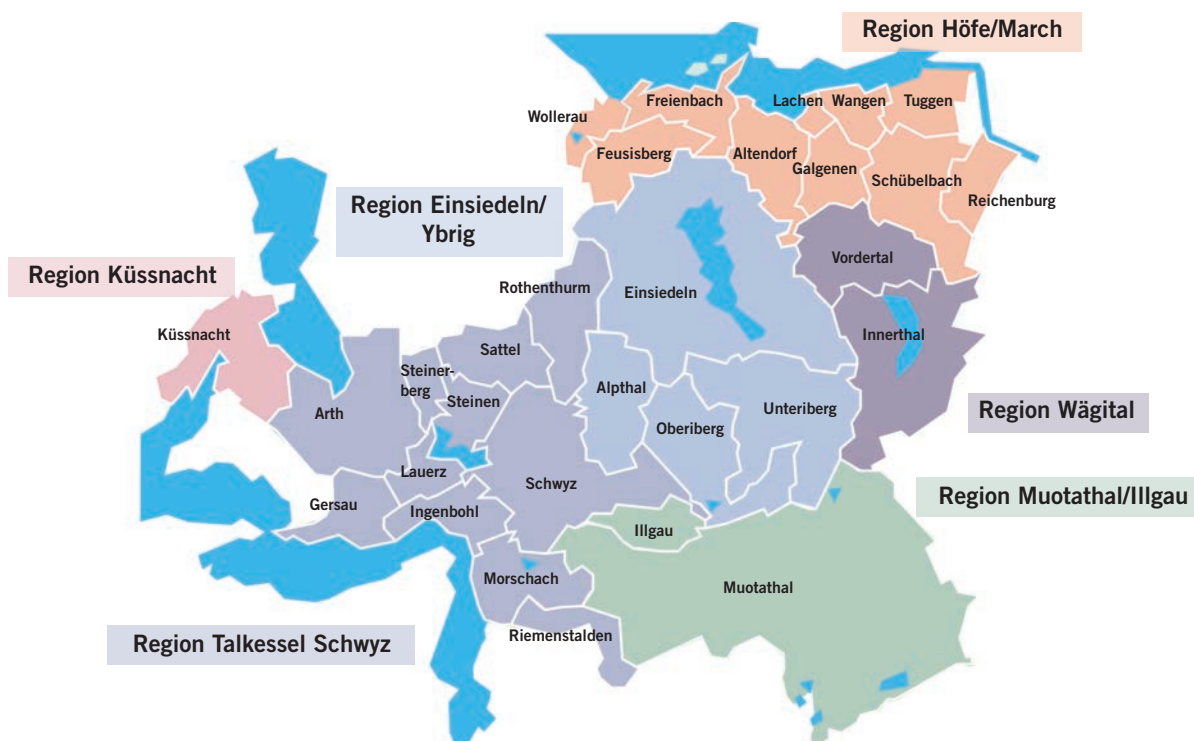 Region Höfe/March
Freienbach
Lachen
Wangen
Tuggen
Wollerau
Feusisberg
Altendorf
Galgenen
Schübelbach
Reichenburg
Region Einsiedeln/
Ybrig
Region Küssnacht
Vordertal
Rothenthurm
Einsiedeln
Küssnacht
Innerthal
Sattel
Steiner-
berg
Steinen
Alpthal
Arth
Unteriberg
Region Wägital
Oberiberg
Lauerz
Schwyz
Region Muotathal/Illgau
Gersau
Ingenbohl
Illgau
Morschach
Muotathal
Riemenstalden
Region Talkessel Schwyz